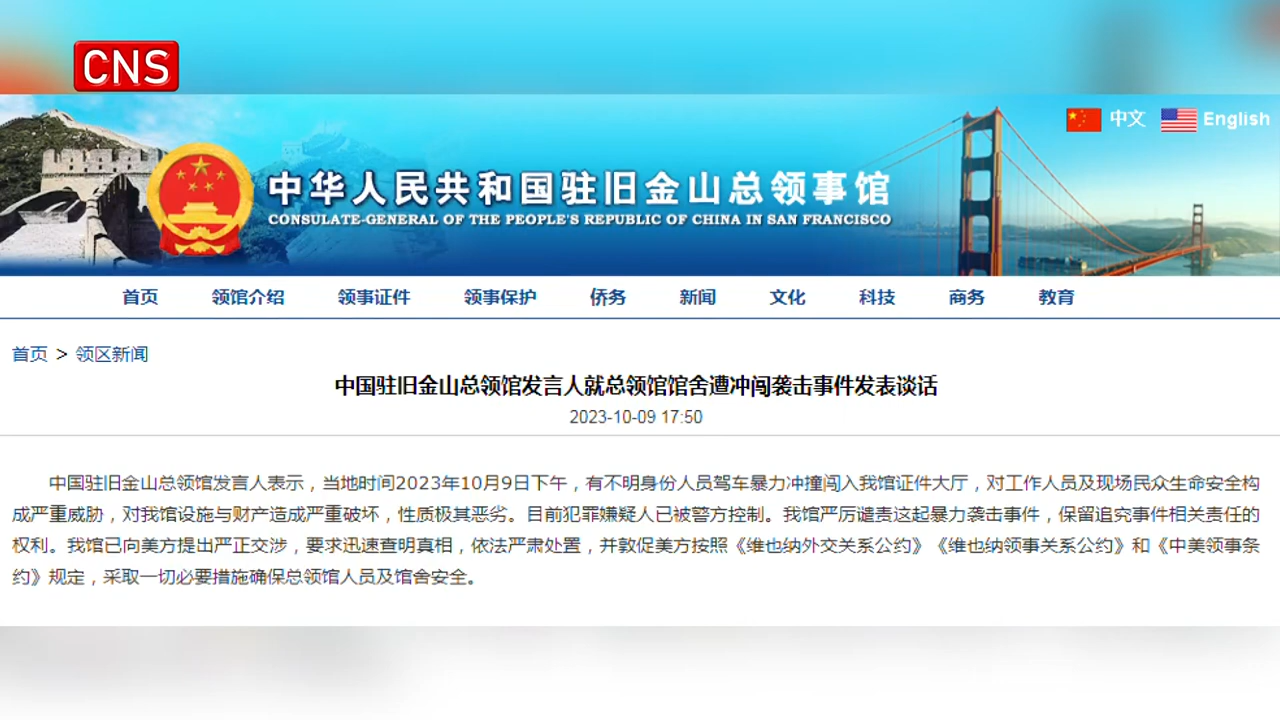 CNS
中文 English
中华人民共和国驻旧金山总领事馆
CONSULATE-GENERAL OF THE PEOPLE'S REPUBLIC OF CHINA IN SAN FRANCISCO
首页 领馆介绍 领事证件 领事保护 侨务 新闻 文化 科技 商务 教育
首页 > 领区新闻
中国驻旧金山总领馆发言人就总领馆馆舍遭冲闯袭击事件发表谈话
2023-10-09 17:50
中国驻旧金山总领馆发言人表示，当地时间2023年10月9日下午，有不明身份人员驾车暴力冲撞闯入我馆证件大厅，对工作人员及现场民众生命安全构
成严重威胁，对我馆设施与财产造成严重破坏，性质极其恶劣。目前犯罪嫌疑人已被警方控制。我馆严厉谴责这起暴力袭击事件，保留追究事件相关责任的
权利。我馆已向美方提出严正交涉，要求迅速查明真相，依法严肃处置，并敦促美方按照《维也纳外交关系公约》《维也纳领事关系公约》和《中美领事条
约》规定，采取一切必要措施确保总领馆人员及馆舍安全。